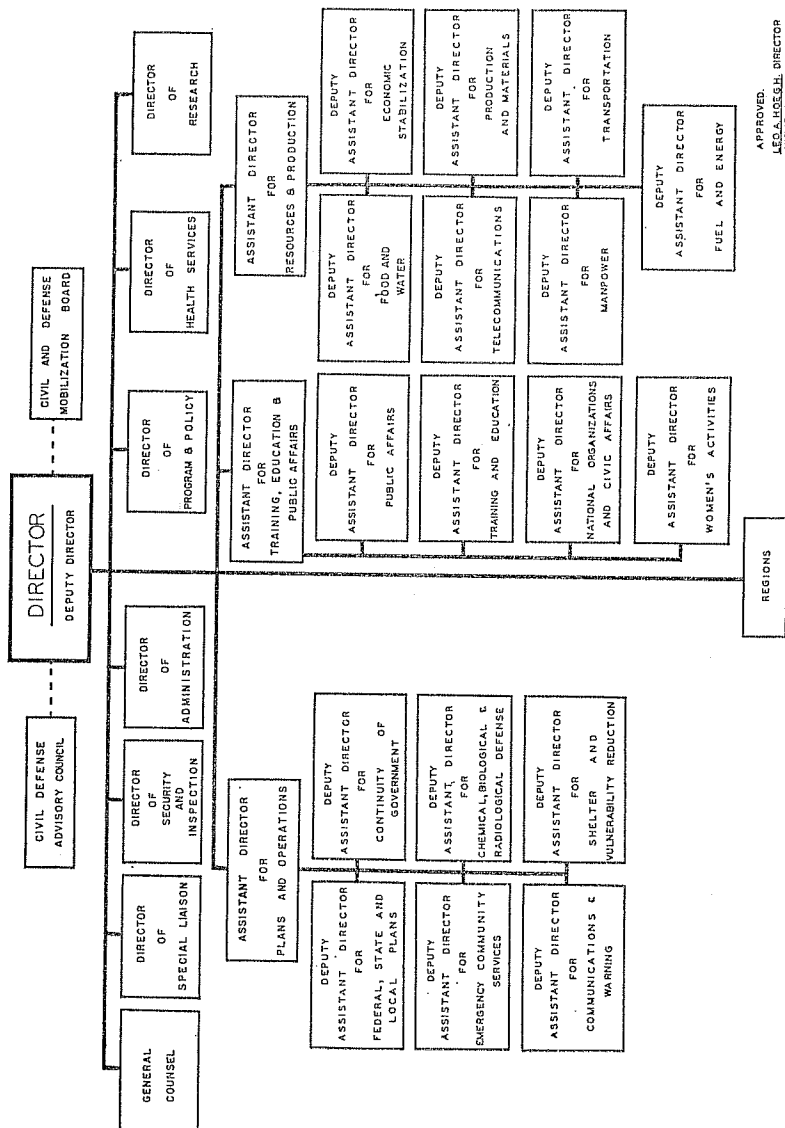 CIVIL DEFENSE
ADVISORY COUNCIL
DIRECTOR
DEPUTY DIRECTOR
CIVIL AND DEFENSE
MOBILIZATION BOARD
GENERAL
COUNSEL
DIRECTOR
OF
SPECIAL LIAISON
DIRECTOR
OF
SECURITY
AND
INSPECTION
DIRECTOR
OF
ADMINISTRATION
DIRECTOR
OF
PROGRAM & POLICY
DIRECTOR
OF
HEALTH SERVICES
DIRECTOR
OF
RESEARCH
ASSISTANT DIRECTOR
FOR
PLANS AND OPERATIONS
ASSISTANT DIRECTOR
FOR
TRAINING, EDUCATION &
PUBLIC AFFAIRS
ASSISTANT DIRECTOR
FOR
RESOURCES & PRODUCTION
DEPUTY
ASSISTANT DIRECTOR
FOR
FEDERAL, STATE AND
LOCAL PLANS
DEPUTY
ASSISTANT DIRECTOR
FOR
CONTINUITY OF
GOVERNMENT
DEPUTY
ASSISTANT DIRECTOR
FOR
PUBLIC AFFAIRS
DEPUTY
ASSISTANT DIRECTOR
FOR
FOOD AND
WATER
DEPUTY
ASSISTANT DIRECTOR
FOR
ECONOMIC
STABILIZATION
DEPUTY
ASSISTANT DIRECTOR
FOR
EMERGENCY COMMUNITY
SERVICES
DEPUTY
ASSISTANT DIRECTOR
FOR
CHEMICAL, BIOLOGICAL &
RADIOLOGICAL DEFENSE
DEPUTY
ASSISTANT DIRECTOR
FOR
TRAINING AND EDUCATION
DEPUTY
ASSISTANT DIRECTOR
FOR
TELECOMMUNICATIONS
DEPUTY
ASSISTANT DIRECTOR
FOR
PRODUCTION
AND MATERIALS
DEPUTY
ASSISTANT DIRECTOR
FOR
COMMUNICATIONS &
WARNING
DEPUTY
ASSISTANT DIRECTOR
FOR
SHELTER AND
VULNERABILITY REDUCTION
DEPUTY
ASSISTANT DIRECTOR
FOR
NATIONAL ORGANIZATIONS
AND CIVIC AFFAIRS
DEPUTY
ASSISTANT DIRECTOR
FOR
MANPOWER
DEPUTY
ASSISTANT DIRECTOR
FOR
TRANSPORTATION
DEPUTY
ASSISTANT DIRECTOR
FOR
WOMEN'S ACTIVITIES
DEPUTY
ASSISTANT DIRECTOR
FOR
FUEL AND ENERGY
REGIONS
APPROVED.
LEO A. HOEGH, DIRECTOR